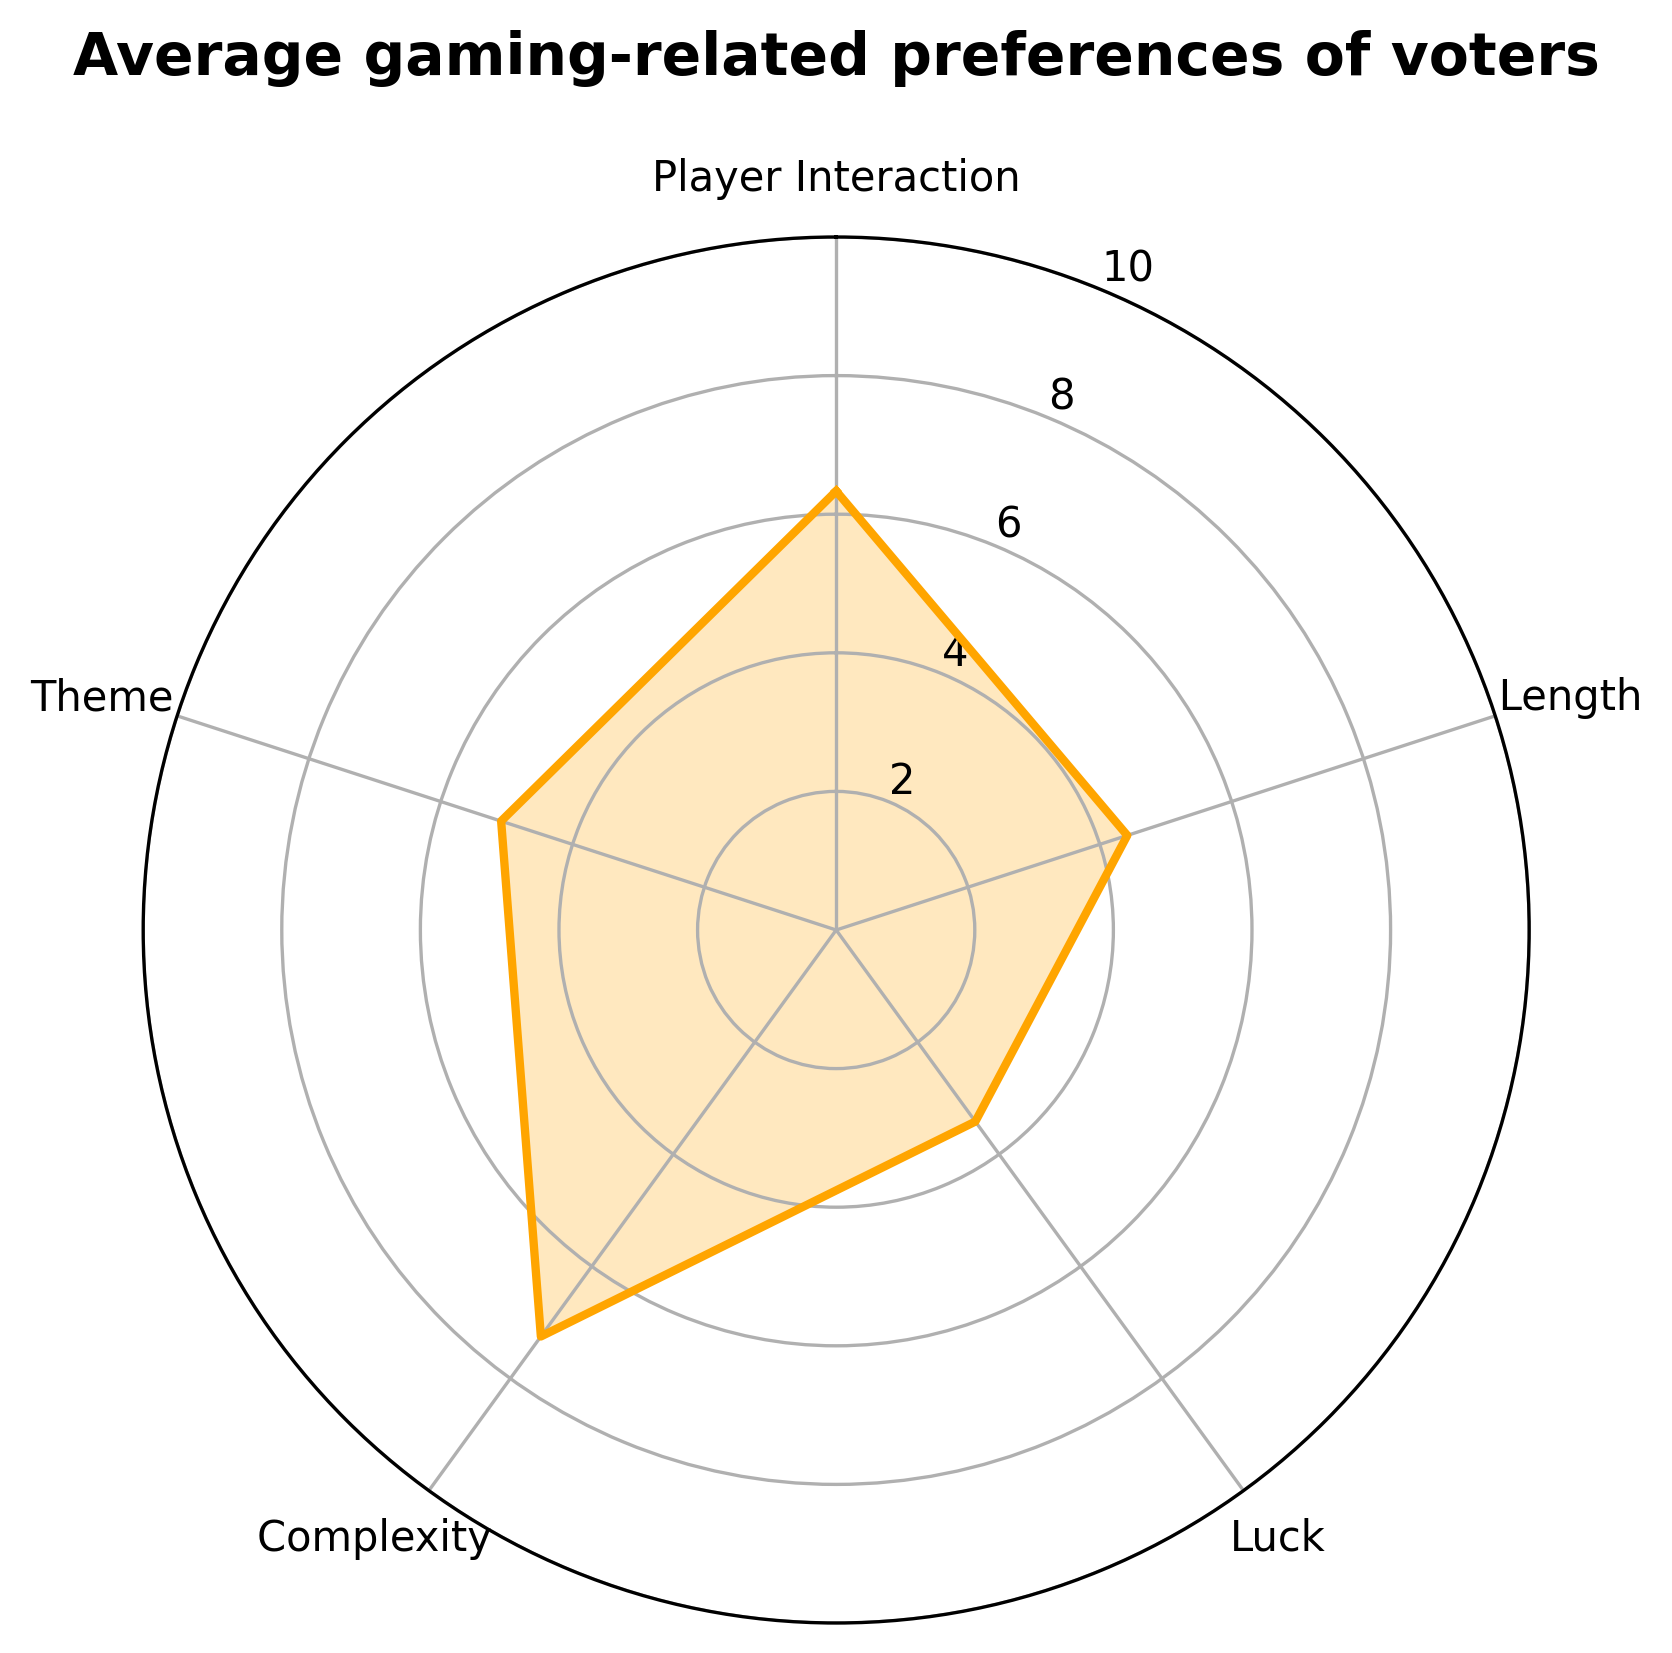 Average gaming-related preferences of voters
Player Interaction
10
8
6
4
2
Theme
Length
Complexity
Luck